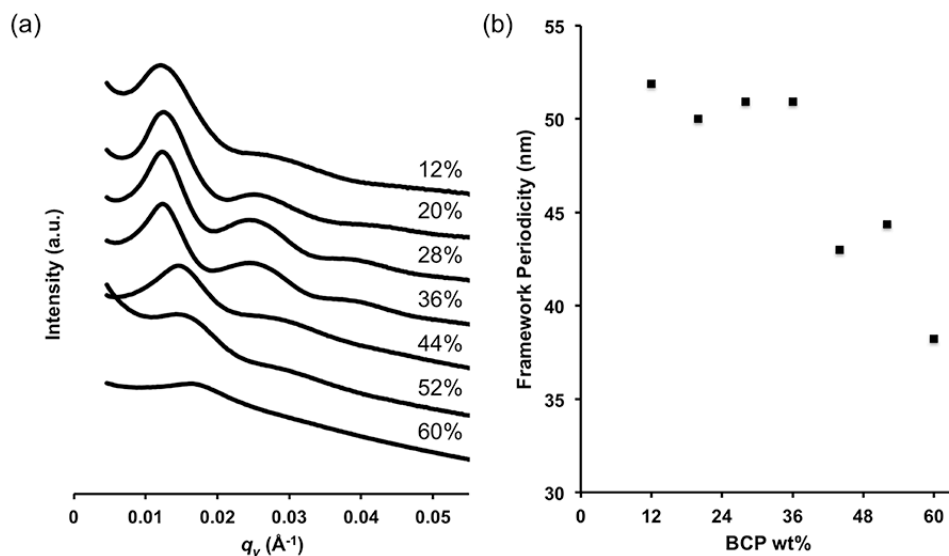 (a)
Intensity (a.u.)
12%
20%
28%
36%
44%
52%
60%
0 0.01 0.02 0.03 0.04 0.05
qy (Å-1)
(b)
Framework Periodicity (nm)
55
50
45
40
35
30
0 12 24 36 48 60
BCP wt%